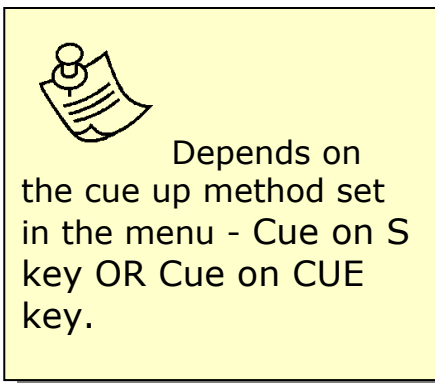 Depends on
the cue up method set
in the menu - Cue on S
key OR Cue on CUE
key.